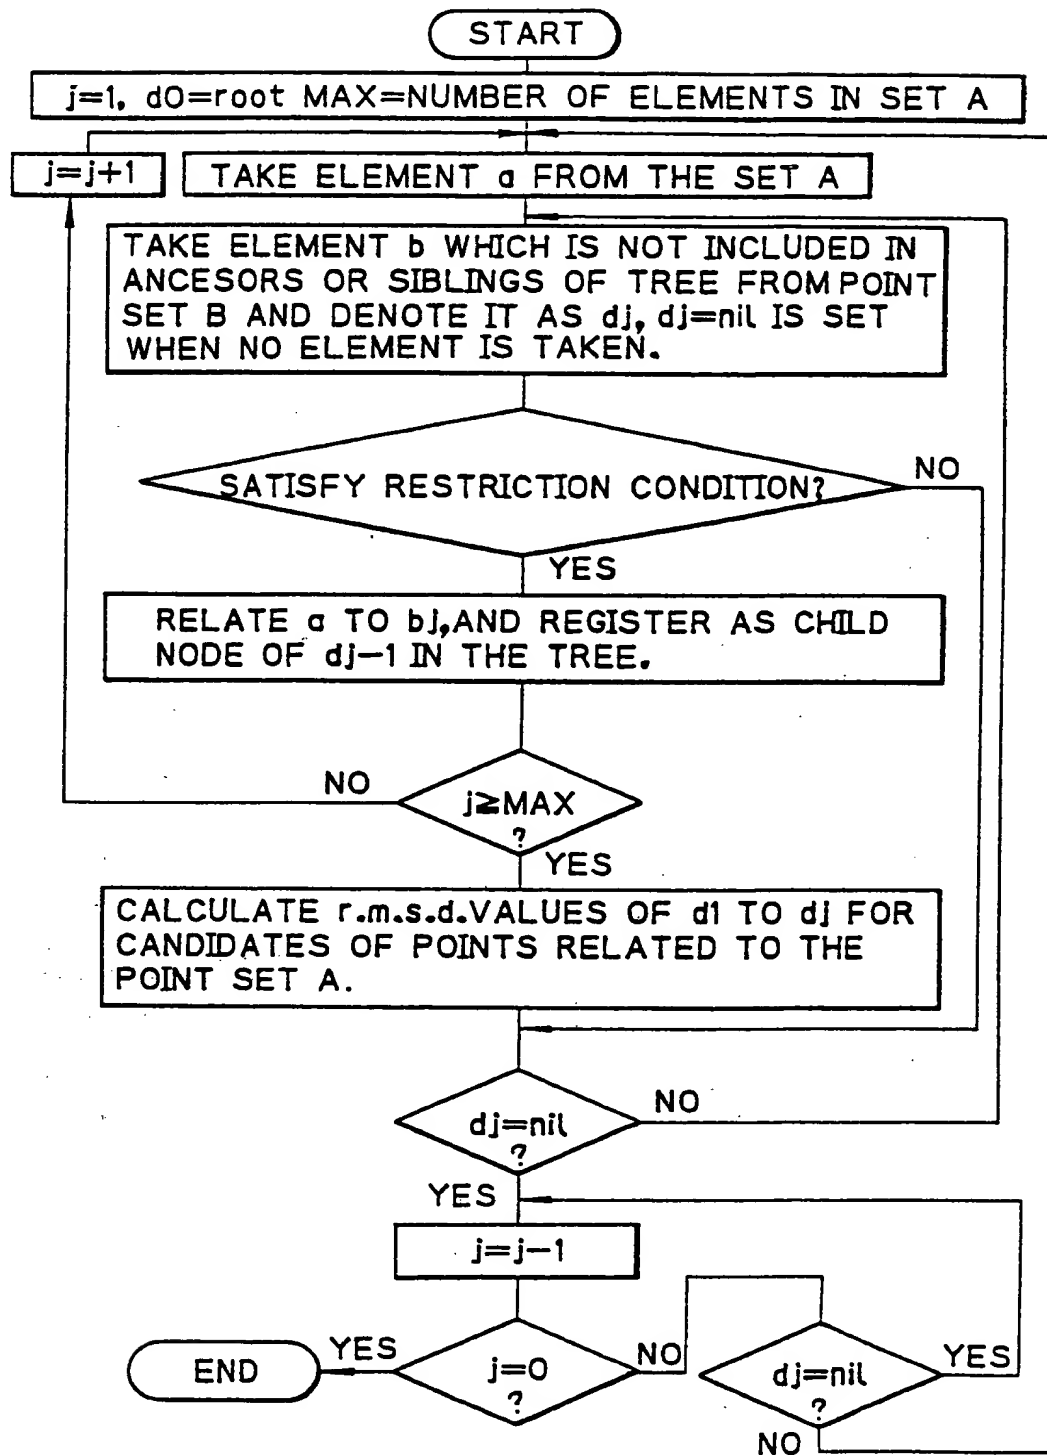 START
j=1, d0=root MAX=NUMBER OF ELEMENTS IN SET A
j=j+1
TAKE ELEMENT a FROM THE SET A
TAKE ELEMENT b WHICH IS NOT INCLUDED IN
ANCESORS OR SIBLINGS OF TREE FROM POINT
SET B AND DENOTE IT AS dj, dj=nil IS SET
WHEN NO ELEMENT IS TAKEN.
SATISFY RESTRICTION CONDITION?
NO
YES
RELATE a TO bj,AND REGISTER AS CHILD
NODE OF dj-1 IN THE TREE.
NO
j≧MAX
?
YES
CALCULATE r.m.s.d.VALUES OF d1 TO dj FOR
CANDIDATES OF POINTS RELATED TO THE
POINT SET A.
dj=nil
?
NO
YES
j=j-1
END
YES
j=0
?
NO
dj=nil
?
YES
NO